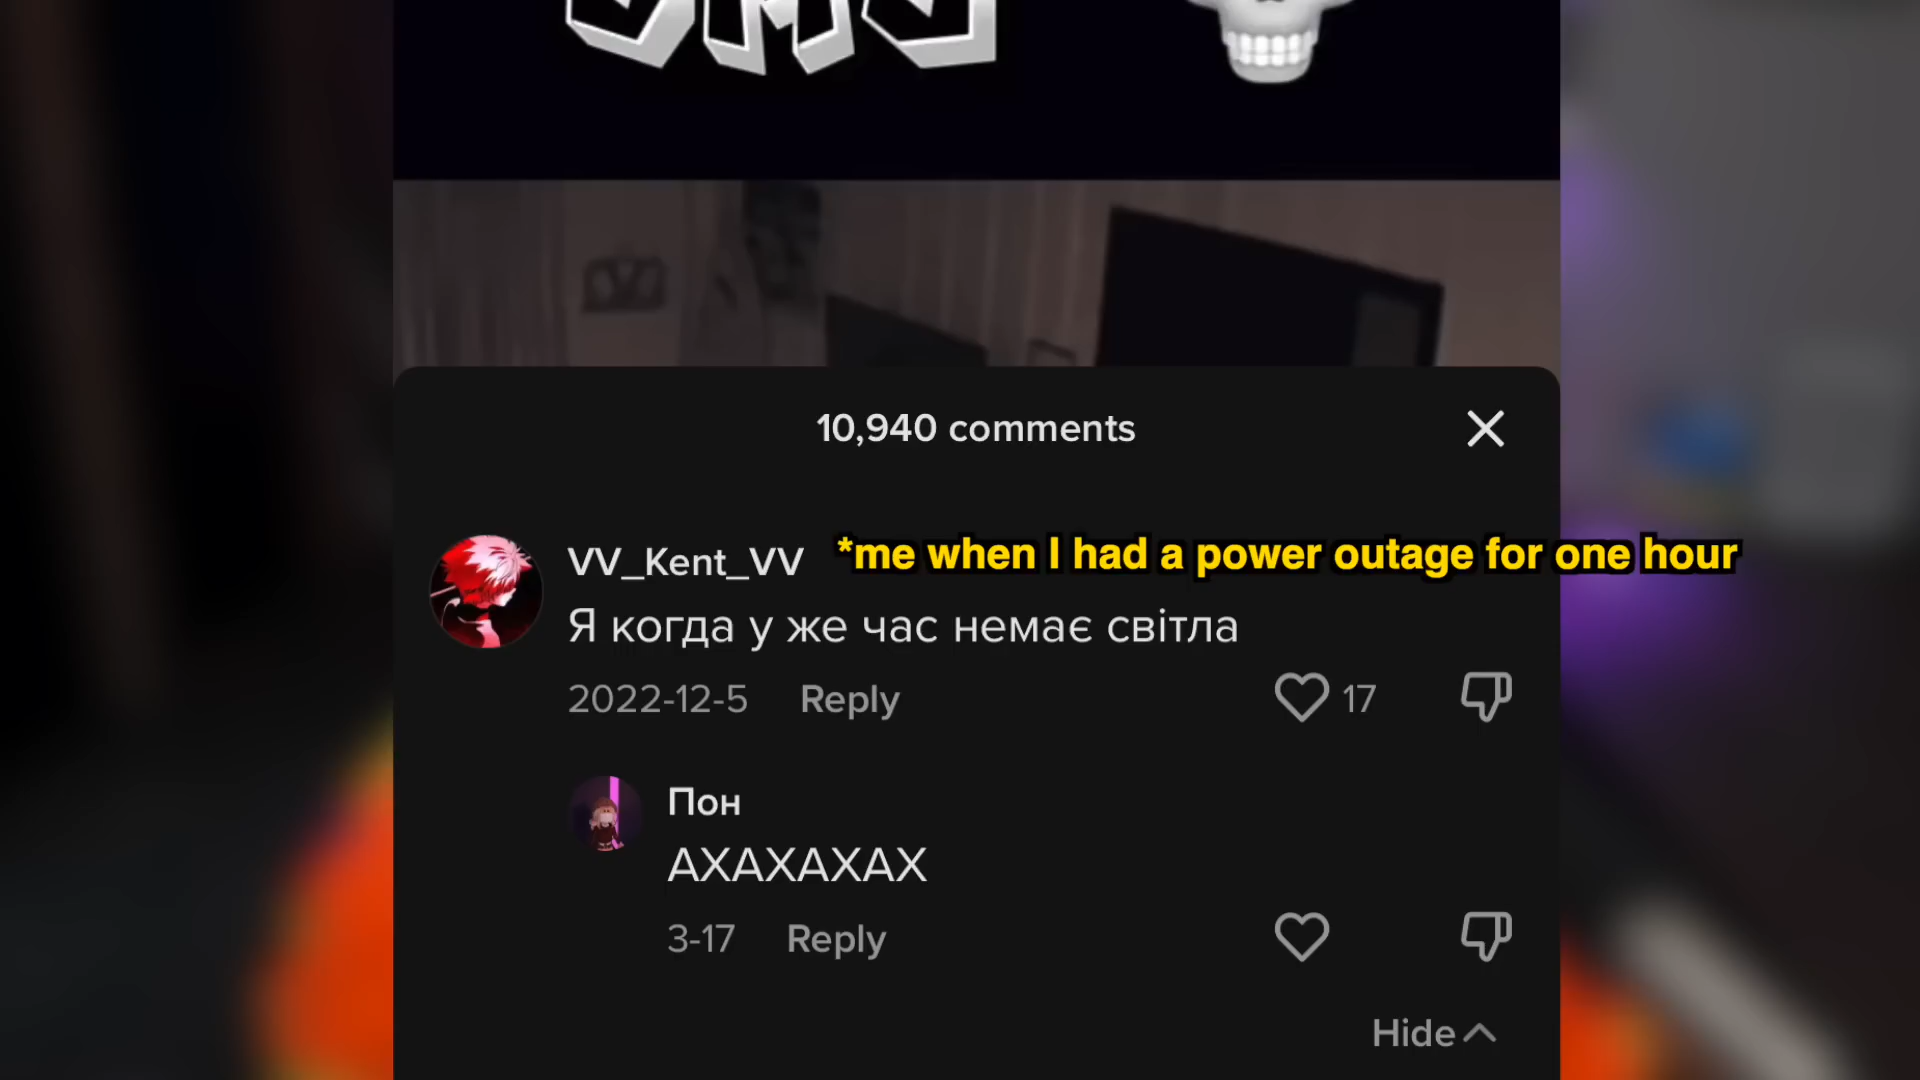 10,940 comments
VV_Kent_VV
*me when I had a power outage for one hour
Я когда у же час немає світла
2022-12-5 Reply
17
Пон
АХАХАХАХ
3-17 Reply
Hide